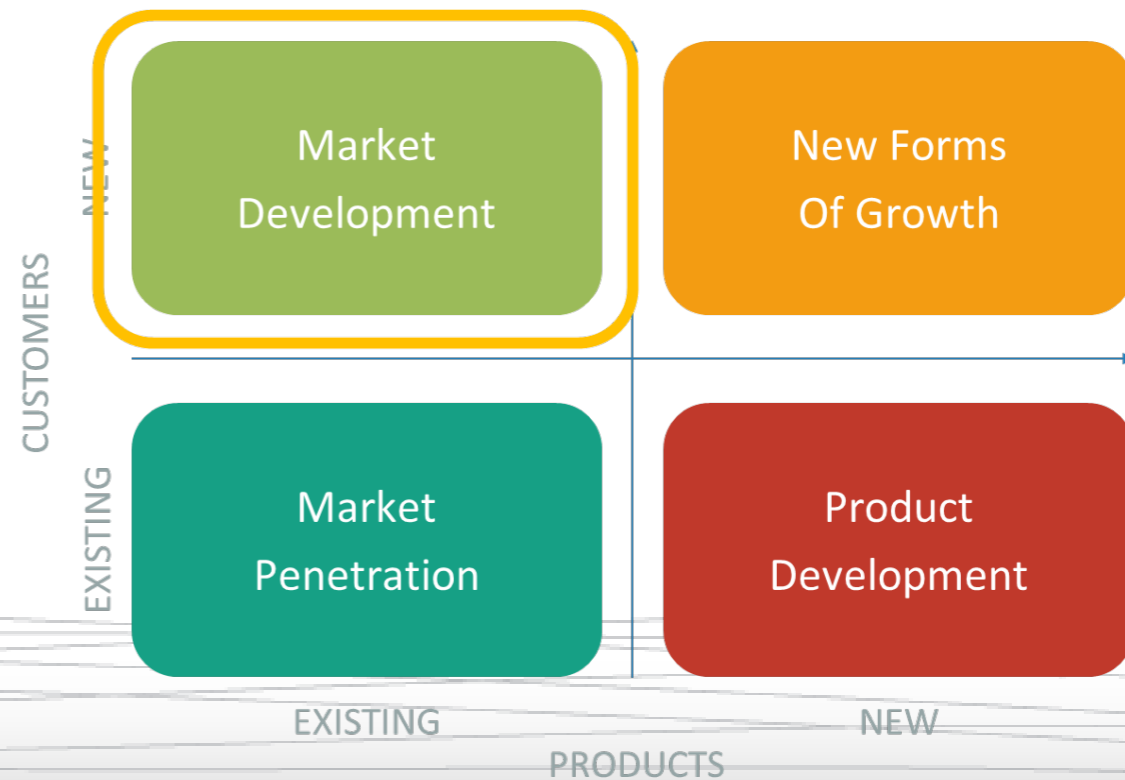 NEW
Market
Development
New Forms
Of Growth
CUSTOMERS
EXISTING
Market
Penetration
Product
Development
EXISTING
NEW
PRODUCTS